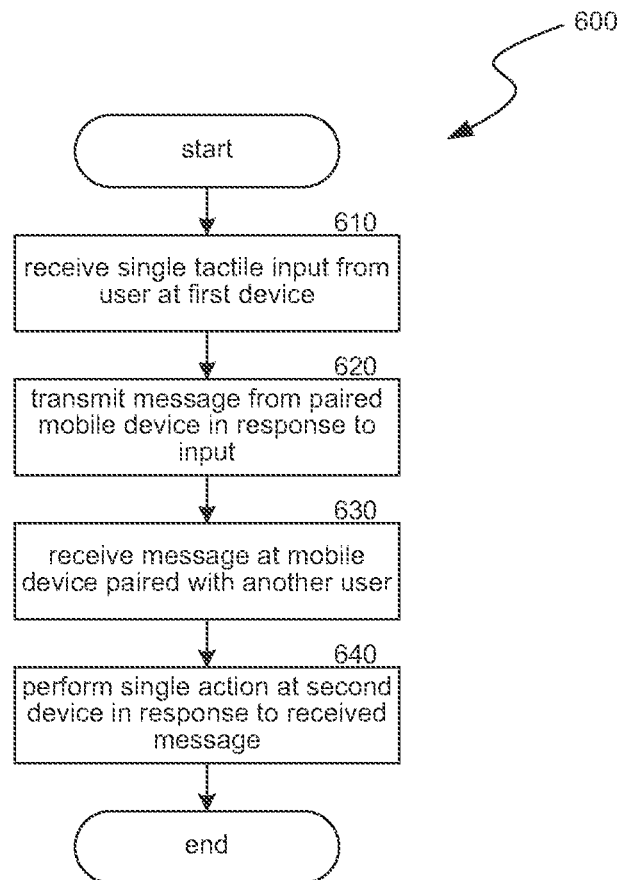 600
start
610
receive single tactile input from
user at first device
620
transmit message from paired
mobile device in response to
input
630
receive message at mobile
device paired with another user
640
perform single action at second
device in response to received
message
end